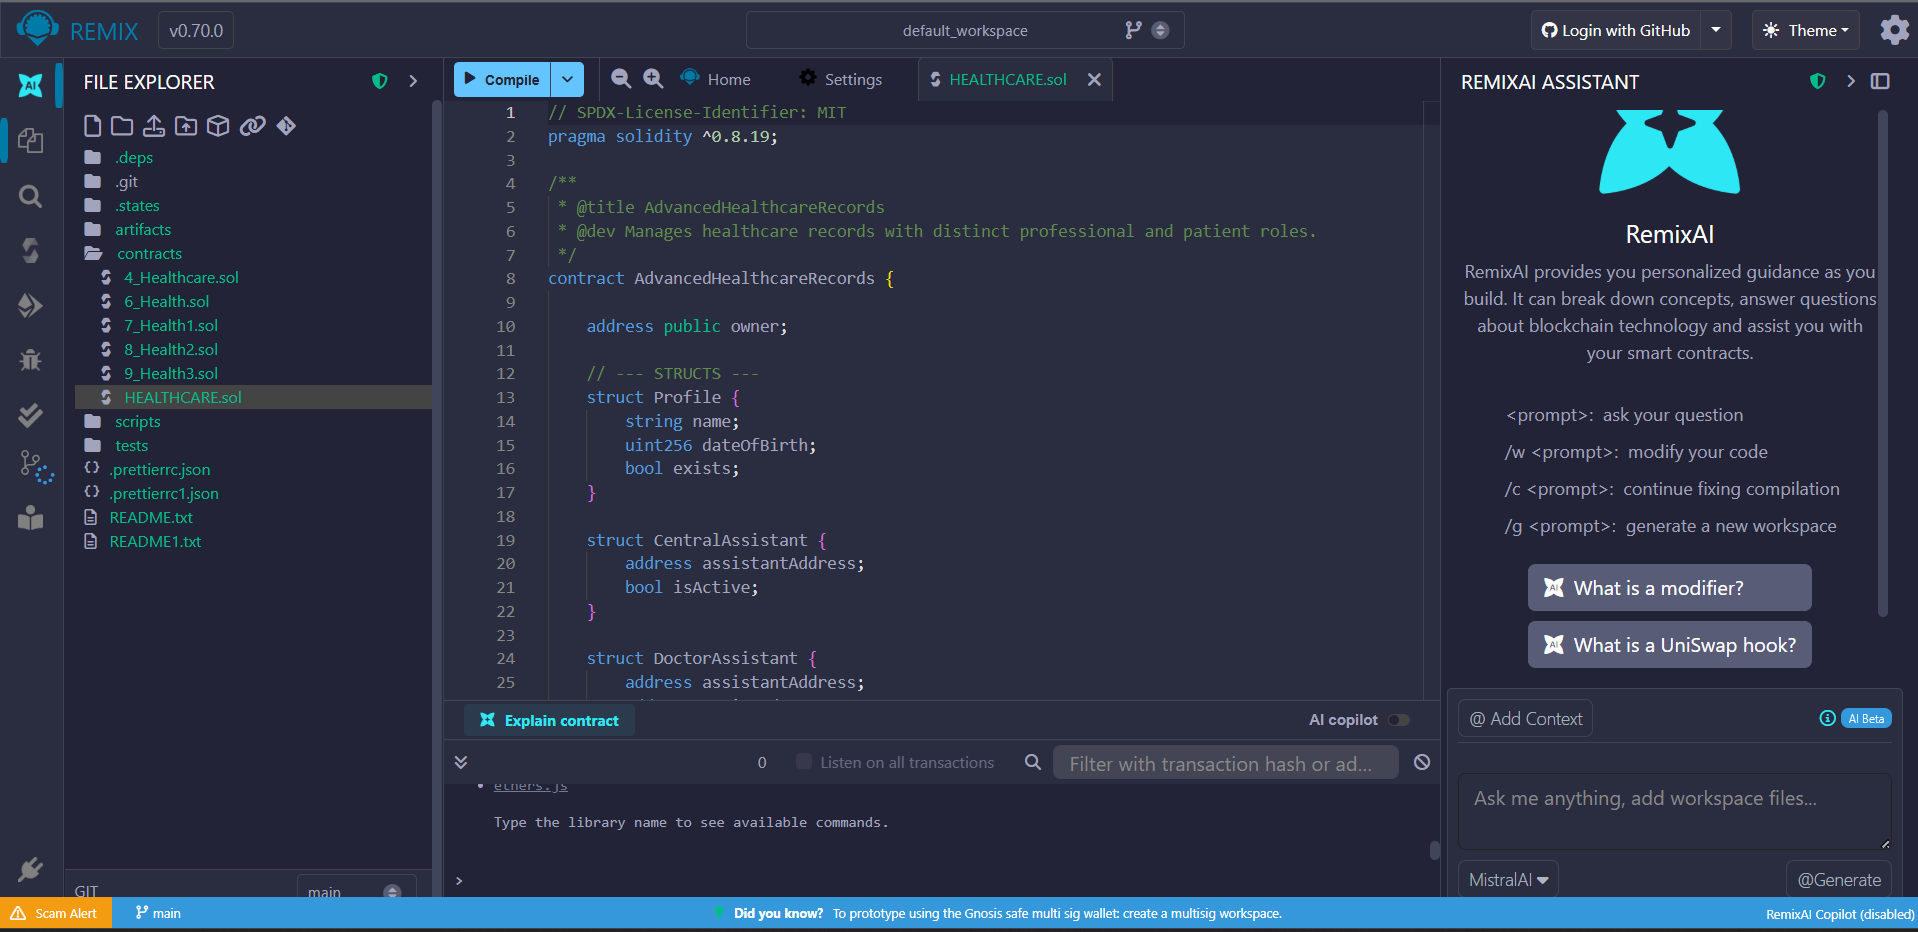 REMIX v0.70.0
default_workspace
Login with GitHub
Theme
FILE EXPLORER
.deps
.git
.states
artifacts
contracts
4_Healthcare.sol
6_Health.sol
7_Health1.sol
8_Health2.sol
9_Health3.sol
HEALTHCARE.sol
scripts
tests
.prettierrc.json
.prettierrc1.json
README.txt
README1.txt
GIT main
Compile
Home
Settings
HEALTHCARE.sol
1 // SPDX-License-Identifier: MIT
2 pragma solidity ^0.8.19;
3
4 /**
5 * @title AdvancedHealthcareRecords
6 * @dev Manages healthcare records with distinct professional and patient roles.
7 */
8 contract AdvancedHealthcareRecords {
9
10 address public owner;
11
12 // --- STRUCTS ---
13 struct Profile {
14 string name;
15 uint256 dateOfBirth;
16 bool exists;
17 }
18
19 struct CentralAssistant {
20 address assistantAddress;
21 bool isActive;
22 }
23
24 struct DoctorAssistant {
25 address assistantAddress;
Explain contract
AI copilot
0 Listen on all transactions Filter with transaction hash or ad...
ethers.js
Type the library name to see available commands.
>
REMIXAI ASSISTANT
RemixAI
RemixAI provides you personalized guidance as you
build. It can break down concepts, answer questions
about blockchain technology and assist you with
your smart contracts.
<prompt>: ask your question
/w <prompt>: modify your code
/c <prompt>: continue fixing compilation
/g <prompt>: generate a new workspace
AI What is a modifier?
AI What is a UniSwap hook?
@ Add Context
AI Beta
Ask me anything, add workspace files...
MistralAI
@Generate
Scam Alert
main
Did you know? To prototype using the Gnosis safe multi sig wallet: create a multisig workspace.
RemixAI Copilot (disabled)